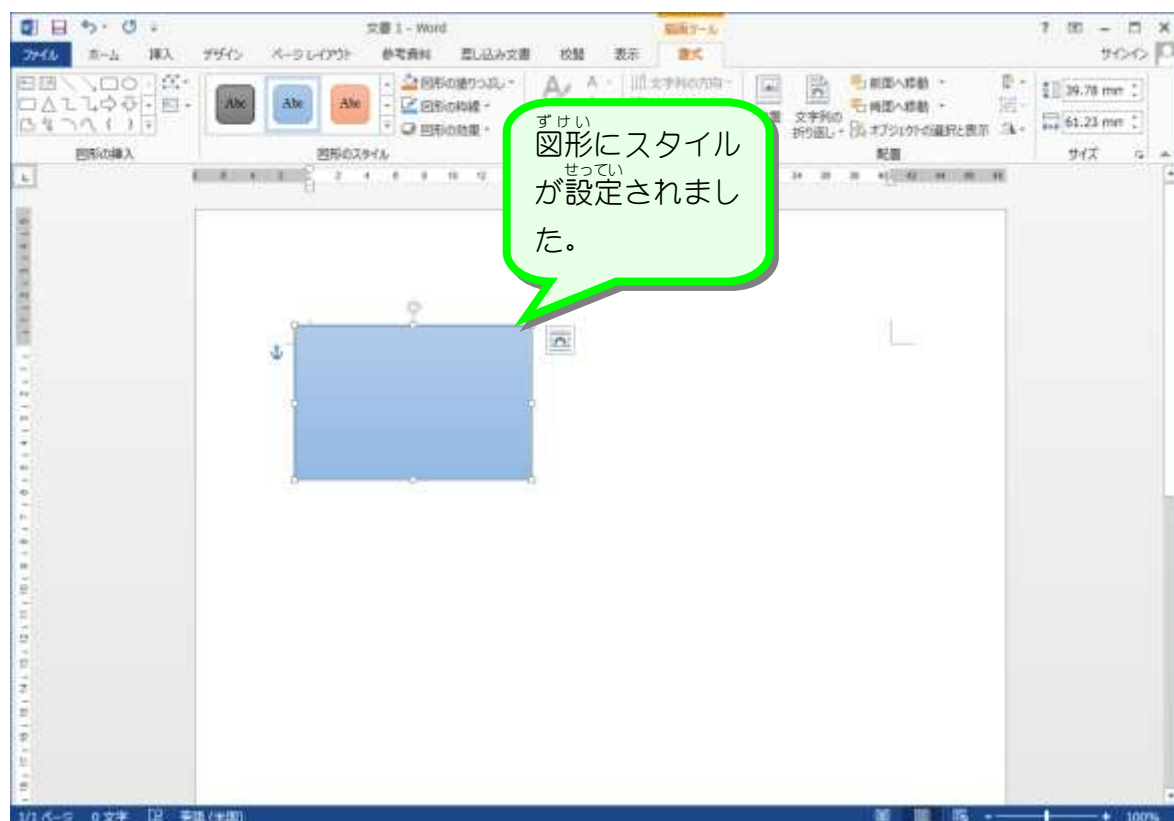 文書 1 - Word
描画ツール
ファイル ホーム 挿入 デザイン ページ レイアウト 参考資料 差し込み文書 校閲 表示 書式 サインイン
Abc Abc Abc
図形の塗りつぶし
図形の枠線
図形の効果
文字列の方向
文字列の
折り返し
前面へ移動
背面へ移動
オブジェクトの選択と表示
39.78 mm
61.23 mm
図形の挿入 図形のスタイル 配置 サイズ
ずけい
図形にスタイル
せってい
が設定されまし
た。
1/1 ページ 0 文字 英語 (米国) 100%